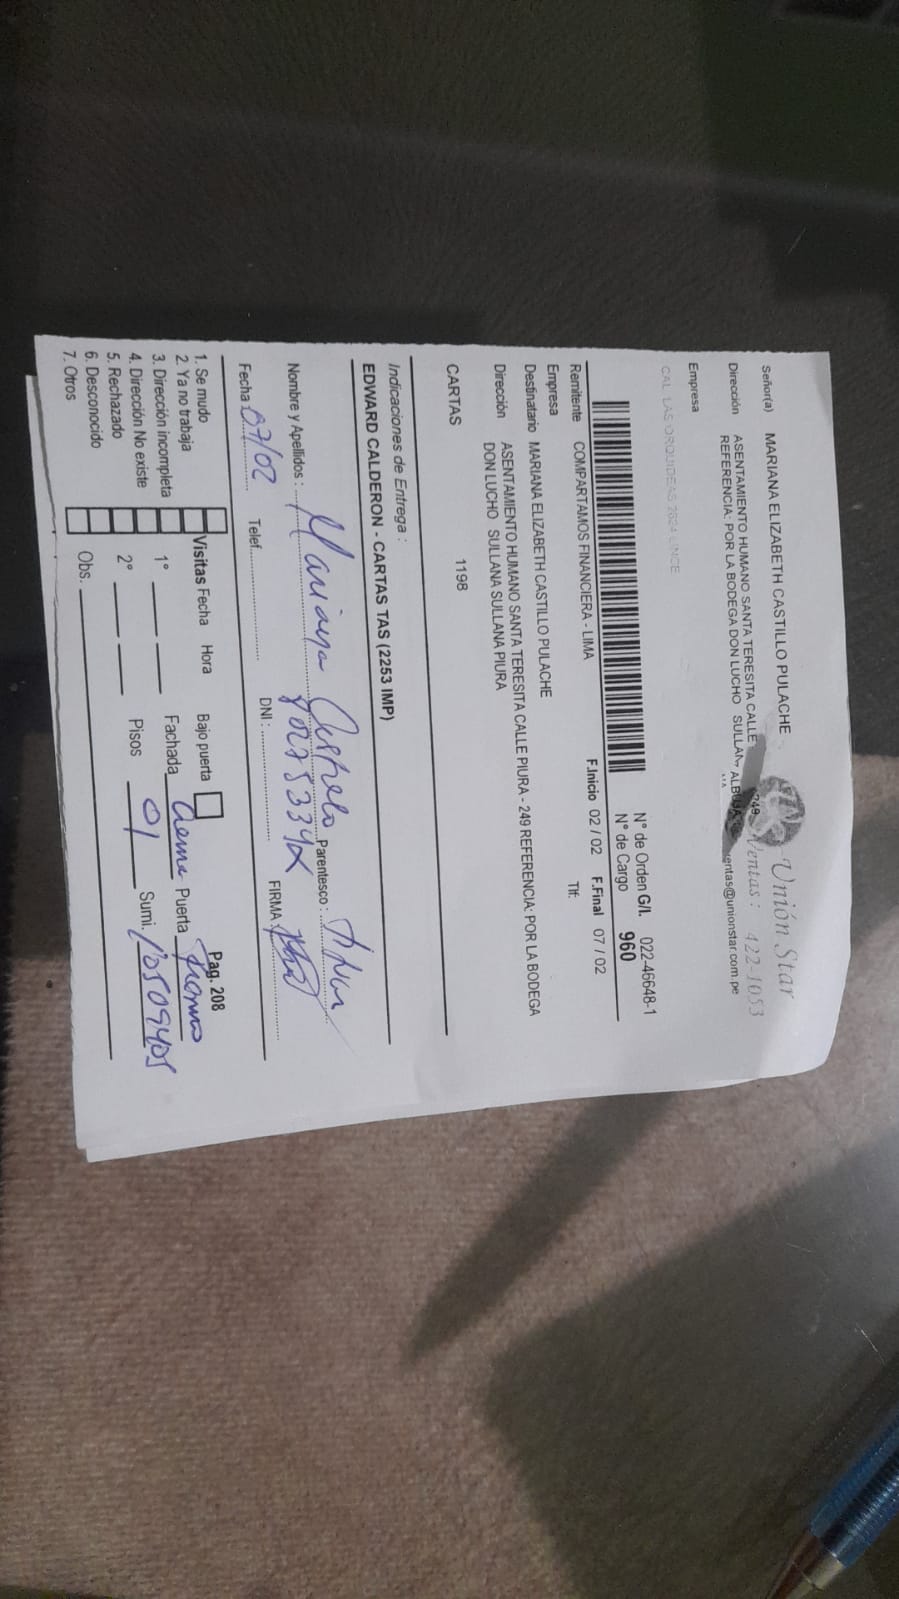 Unión Star
Ventas: 422-1053
ventas@unionstar.com.pe
Señor(a) MARIANA ELIZABETH CASTILLO PULACHE
Dirección ASENTAMIENTO HUMANO SANTA TERESITA CALLE
REFERENCIA: POR LA BODEGA DON LUCHO
Empresa
CAL. LAS ORQUIDEAS 2624 LINCE
N° de Orden G/I. 022-46648-1
N° de Cargo 960
F.Inicio 02 / 02 F.Final 07 / 02
Remitente COMPARTAMOS FINANCIERA - LIMA Tlf:
Empresa
Destinatario MARIANA ELIZABETH CASTILLO PULACHE
Dirección ASENTAMIENTO HUMANO SANTA TERESITA CALLE PIURA - 249 REFERENCIA: POR LA BODEGA
DON LUCHO SULLANA SULLANA PIURA
CARTAS 1198
Indicaciones de Entrega :
EDWARD CALDERON - CARTAS TAS (2253 IMP)
Nombre y Apellidos : Mariana Parentesco :
Fecha 07/02 Telef. DNI : FIRMA
Pag. 208
1. Se mudo Visitas Fecha Hora Bajo puerta
2. Ya no trabaja
3. Dirección incompleta 1° Fachada Puerta
4. Dirección No existe
5. Rechazado 2° Pisos 01 Sumi.
6. Desconocido
7. Otros Obs.